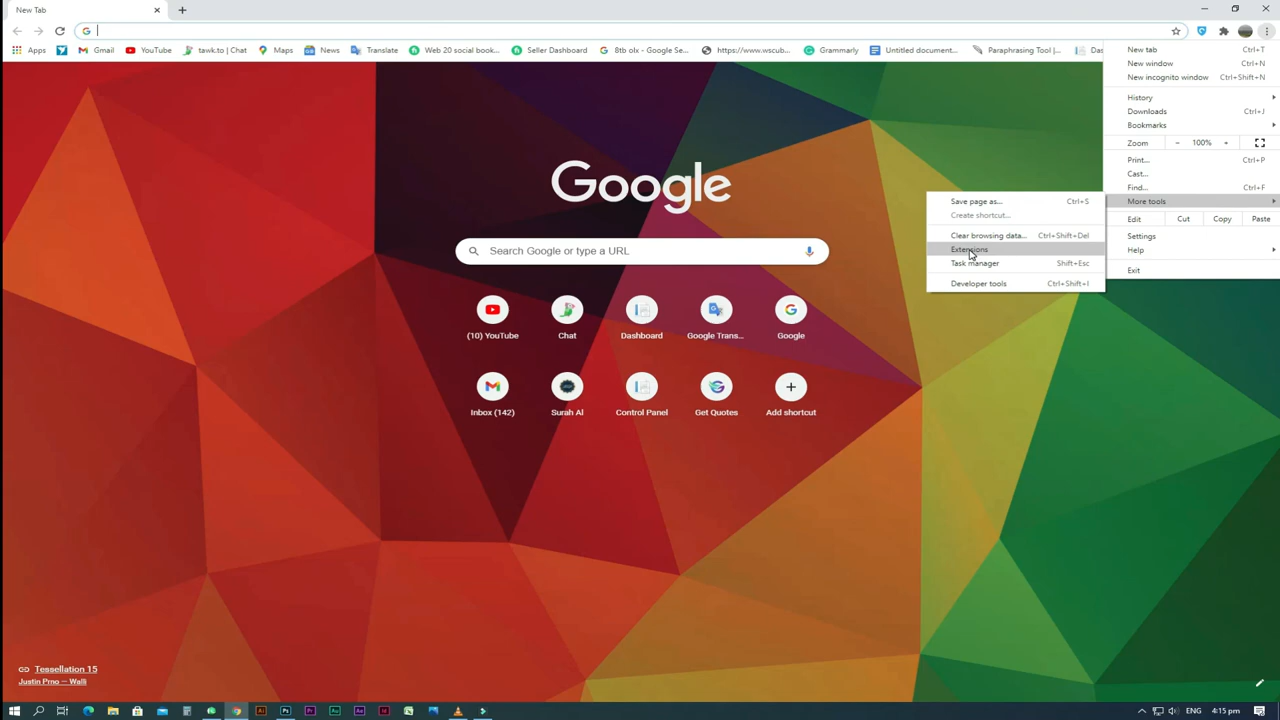 New Tab
Apps
Gmail
YouTube
tawk.to | Chat
Maps
News
Translate
Web 20 social book...
Seller Dashboard
8tb olx - Google Se...
https://www.wscub...
Grammarly
Untitled document...
Paraphrasing Tool |...
Das
New tab Ctrl+T
New window Ctrl+N
New incognito window Ctrl+Shift+N
History
Downloads Ctrl+J
Bookmarks
Zoom - 100% +
Print... Ctrl+P
Cast...
Find... Ctrl+F
More tools
Edit Cut Copy Paste
Settings
Help
Exit
Save page as... Ctrl+S
Create shortcut...
Clear browsing data... Ctrl+Shift+Del
Extensions
Task manager Shift+Esc
Developer tools Ctrl+Shift+I
Google
Search Google or type a URL
(10) YouTube
Chat
Dashboard
Google Trans...
Google
Inbox (142)
Surah Al
Control Panel
Get Quotes
Add shortcut
Tessellation 15
Justin Prno — Walli
ENG
4:15 pm